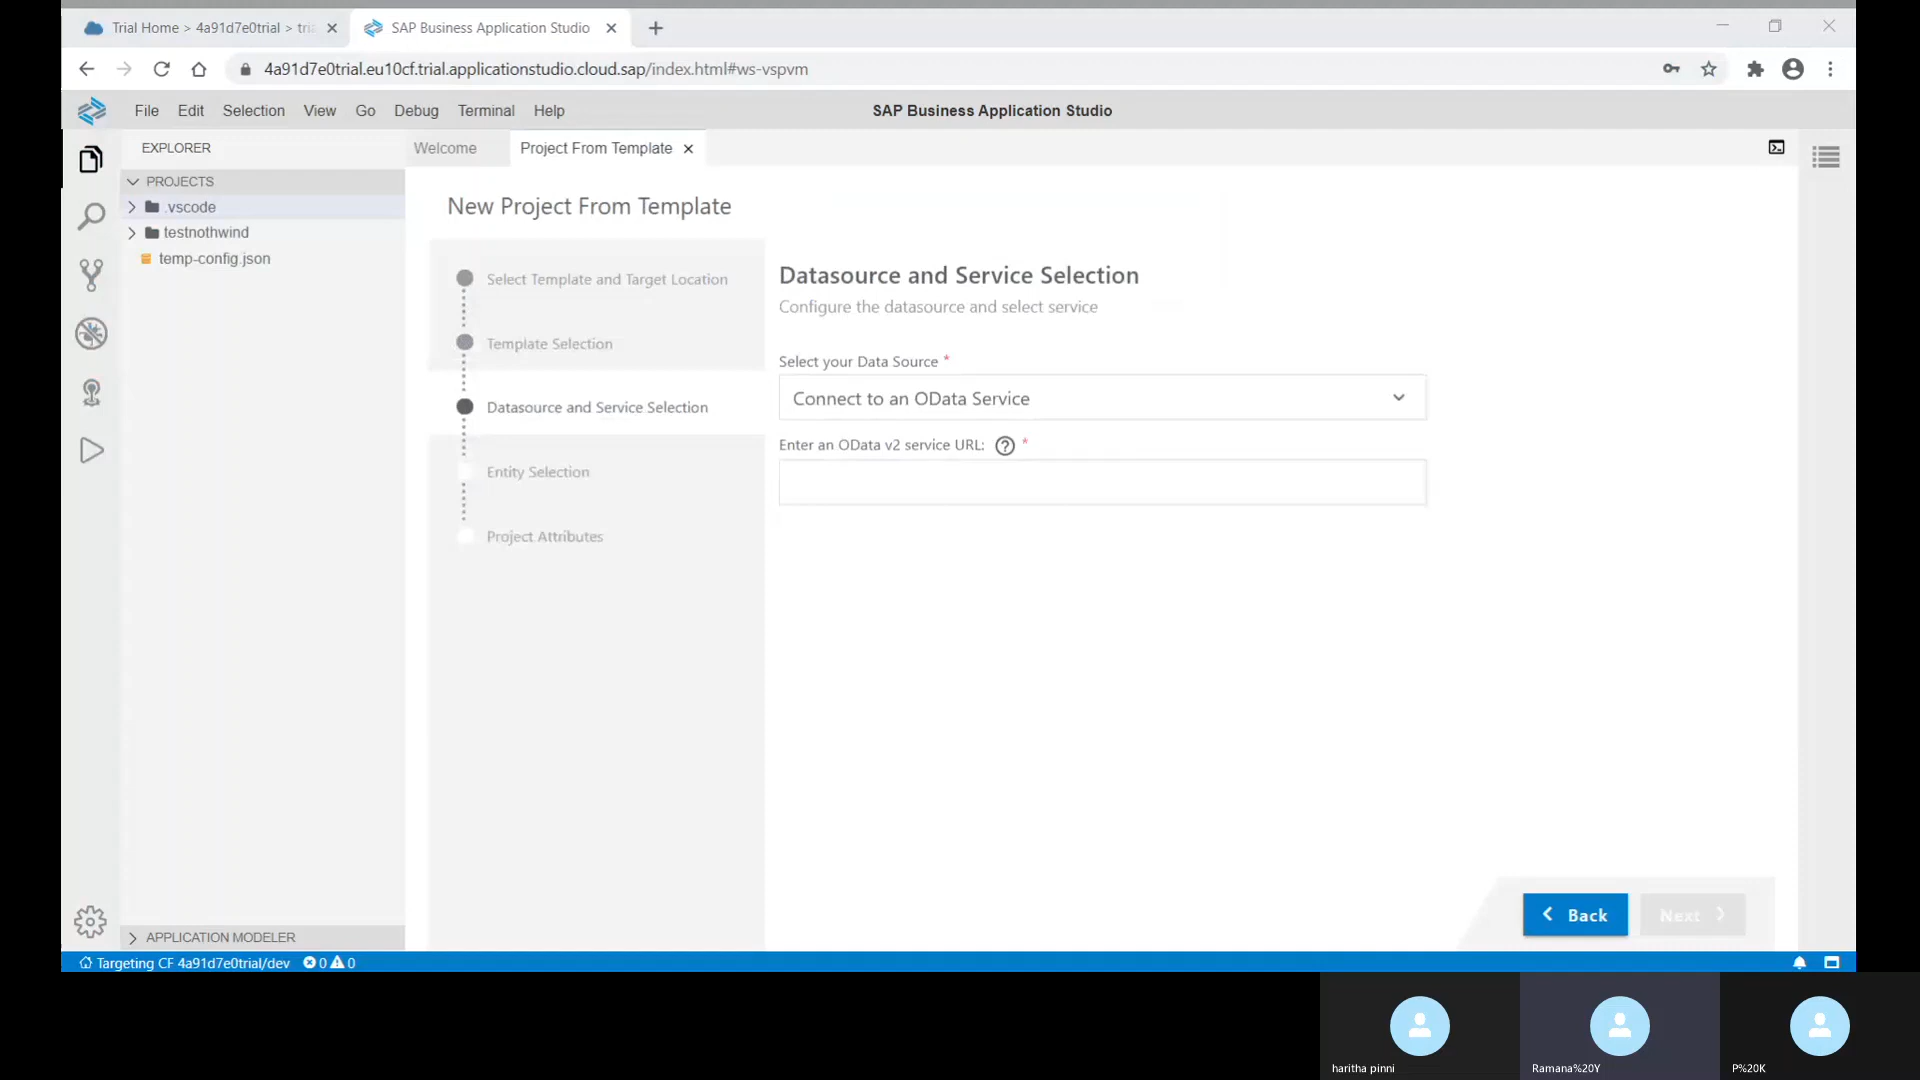 Trial Home > 4a91d7e0trial > tri
SAP Business Application Studio
4a91d7e0trial.eu10cf.trial.applicationstudio.cloud.sap/index.html#ws-vspvm
File Edit Selection View Go Debug Terminal Help
SAP Business Application Studio
EXPLORER
PROJECTS
.vscode
testnothwind
temp-config.json
APPLICATION MODELER
Welcome
Project From Template
New Project From Template
Select Template and Target Location
Template Selection
Datasource and Service Selection
Entity Selection
Project Attributes
Datasource and Service Selection
Configure the datasource and select service
Select your Data Source *
Connect to an OData Service
Enter an OData v2 service URL: ? *
Back
Next
Targeting CF 4a91d7e0trial/dev 0 0
haritha pinni
Ramana%20Y
P%20K